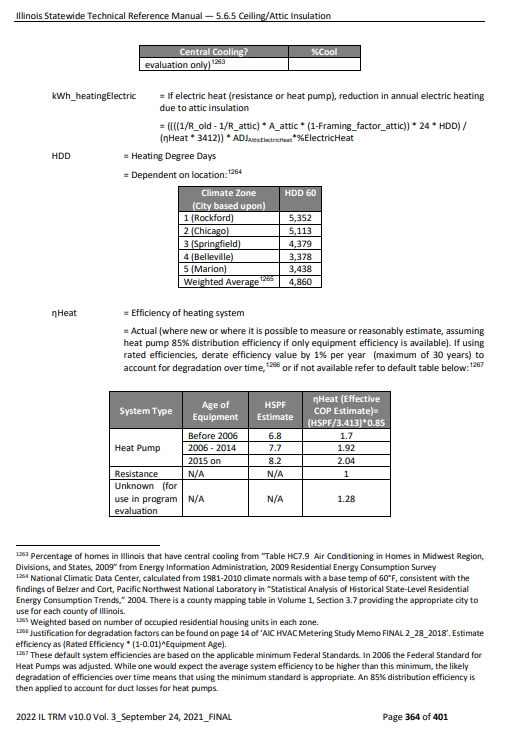 Illinois Statewide Technical Reference Manual — 5.6.5 Ceiling/Attic Insulation
Central Cooling? %Cool
evaluation only)1263
kWh_heatingElectric = If electric heat (resistance or heat pump), reduction in annual electric heating
due to attic insulation
= ((((1/R_old - 1/R_attic) * A_attic * (1-Framing_factor_attic)) * 24 * HDD) /
(ηHeat * 3412)) * ADJAtticElectricHeat*%ElectricHeat
HDD = Heating Degree Days
= Dependent on location:1264
Climate Zone HDD 60
(City based upon)
1 (Rockford) 5,352
2 (Chicago) 5,113
3 (Springfield) 4,379
4 (Belleville) 3,378
5 (Marion) 3,438
Weighted Average1265 4,860
ηHeat = Efficiency of heating system
= Actual (where new or where it is possible to measure or reasonably estimate, assuming
heat pump 85% distribution efficiency if only equipment efficiency is available). If using
rated efficiencies, derate efficiency value by 1% per year (maximum of 30 years) to
account for degradation over time,1266 or if not available refer to default table below:1267
System Type Age of Equipment HSPF Estimate ηHeat (Effective COP Estimate)= (HSPF/3.413)*0.85
Heat Pump Before 2006 6.8 1.7
2006 - 2014 7.7 1.92
2015 on 8.2 2.04
Resistance N/A N/A 1
Unknown (for
use in program N/A N/A 1.28
evaluation
1263 Percentage of homes in Illinois that have central cooling from "Table HC7.9 Air Conditioning in Homes in Midwest Region,
Divisions, and States, 2009" from Energy Information Administration, 2009 Residential Energy Consumption Survey
1264 National Climatic Data Center, calculated from 1981-2010 climate normals with a base temp of 60°F, consistent with the
findings of Belzer and Cort, Pacific Northwest National Laboratory in "Statistical Analysis of Historical State-Level Residential
Energy Consumption Trends," 2004. There is a county mapping table in Volume 1, Section 3.7 providing the appropriate city to
use for each county of Illinois.
1265 Weighted based on number of occupied residential housing units in each zone.
1266 Justification for degradation factors can be found on page 14 of 'AIC HVAC Metering Study Memo FINAL 2_28_2018'. Estimate
efficiency as (Rated Efficiency * (1-0.01)^Equipment Age).
1267 These default system efficiencies are based on the applicable minimum Federal Standards. In 2006 the Federal Standard for
Heat Pumps was adjusted. While one would expect the average system efficiency to be higher than this minimum, the likely
degradation of efficiencies over time means that using the minimum standard is appropriate. An 85% distribution efficiency is
then applied to account for duct losses for heat pumps.
2022 IL TRM v10.0 Vol. 3_September 24, 2021_FINAL Page 364 of 401